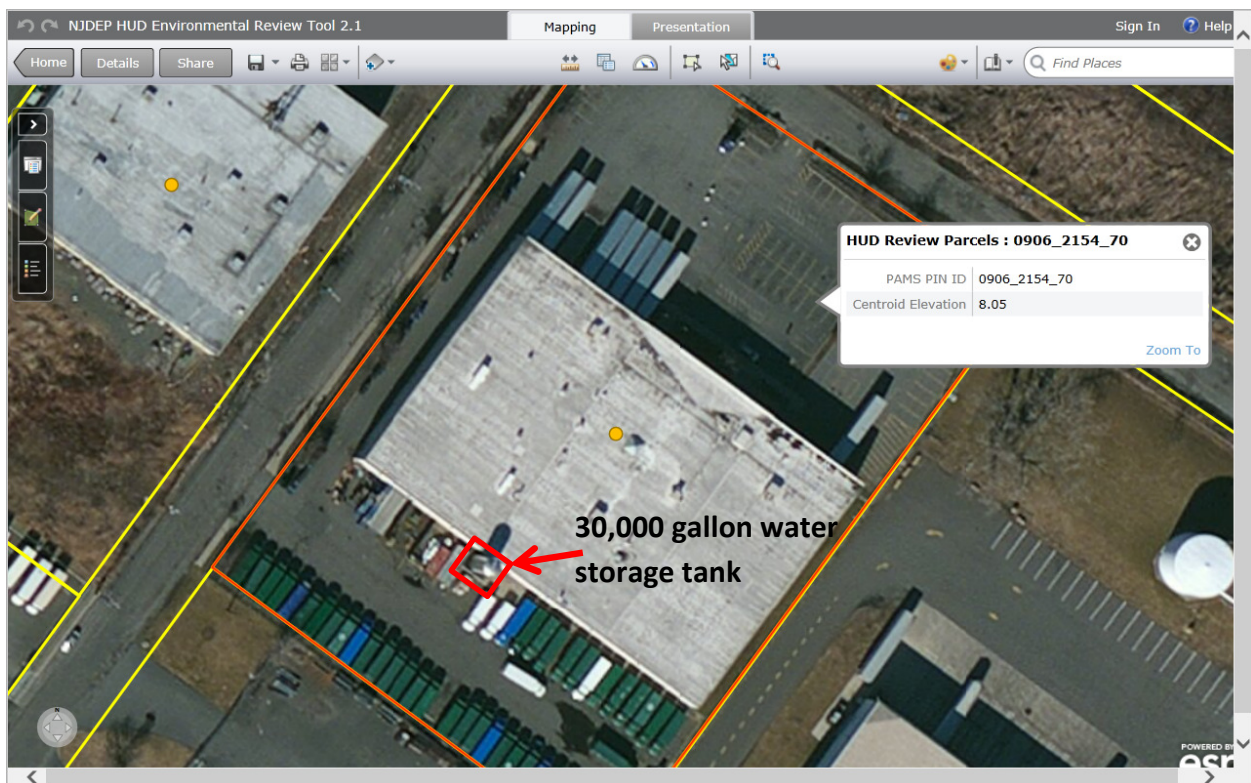 NJDEP HUD Environmental Review Tool 2.1
Mapping
Presentation
Sign In
Help
Home
Details
Share
Find Places
HUD Review Parcels : 0906_2154_70
PAMS PIN ID 0906_2154_70
Centroid Elevation 8.05
Zoom To
30,000 gallon water
storage tank
N
POWERED BY
esri